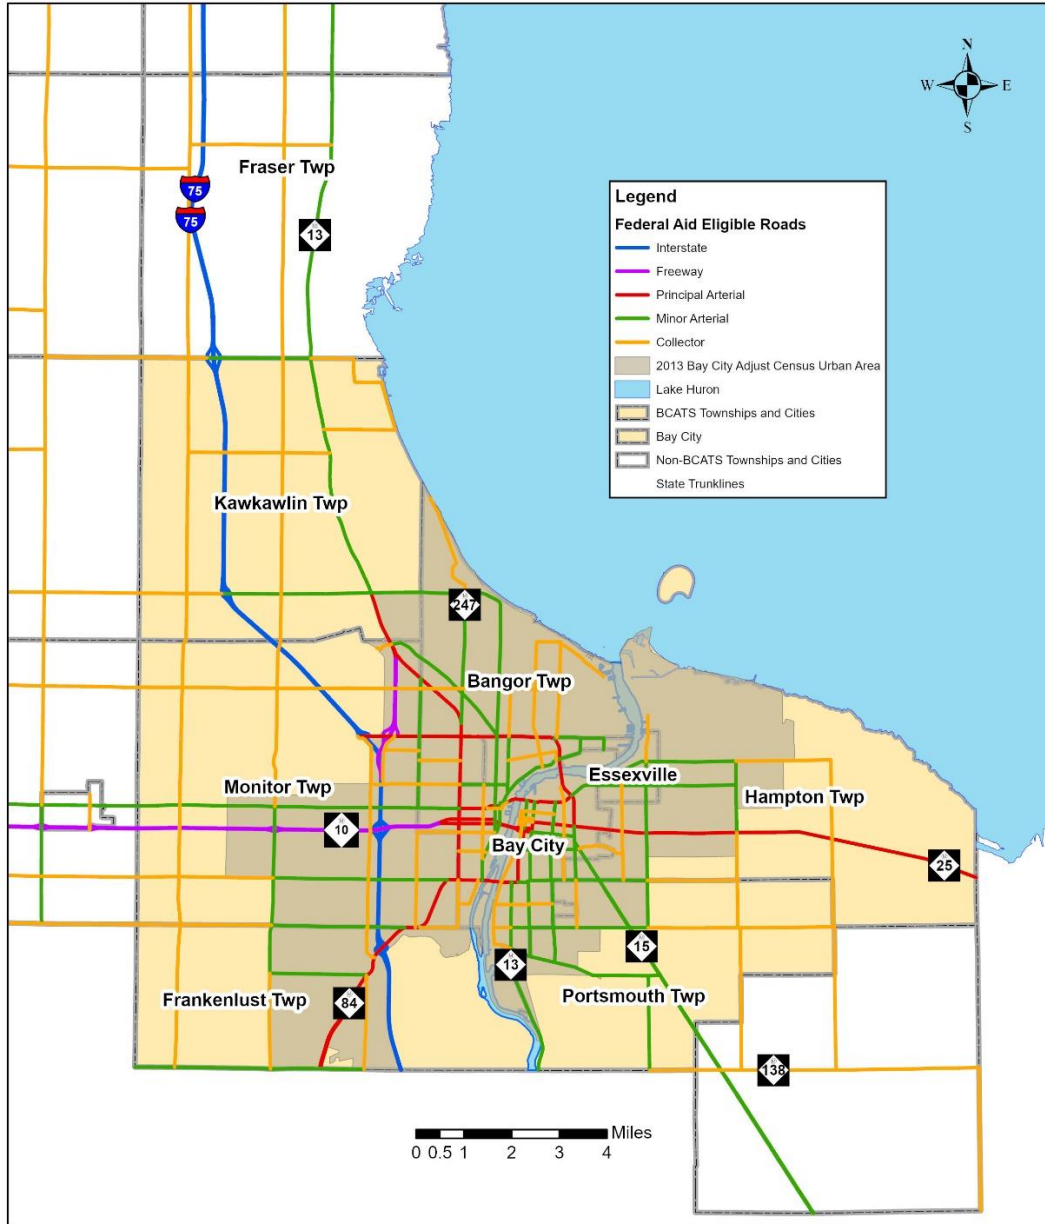 N
W E
S
75
Fraser Twp
75
13
Legend
Federal Aid Eligible Roads
Interstate
Freeway
Principal Arterial
Minor Arterial
Collector
2013 Bay City Adjust Census Urban Area
Lake Huron
BCATS Townships and Cities
Bay City
Non-BCATS Townships and Cities
State Trunklines
Kawkawlin Twp
247
Bangor Twp
Essexville
Monitor Twp
Hampton Twp
10
Bay City
25
15
13
Frankenlust Twp
84
Portsmouth Twp
138
Miles
0 0.5 1 2 3 4